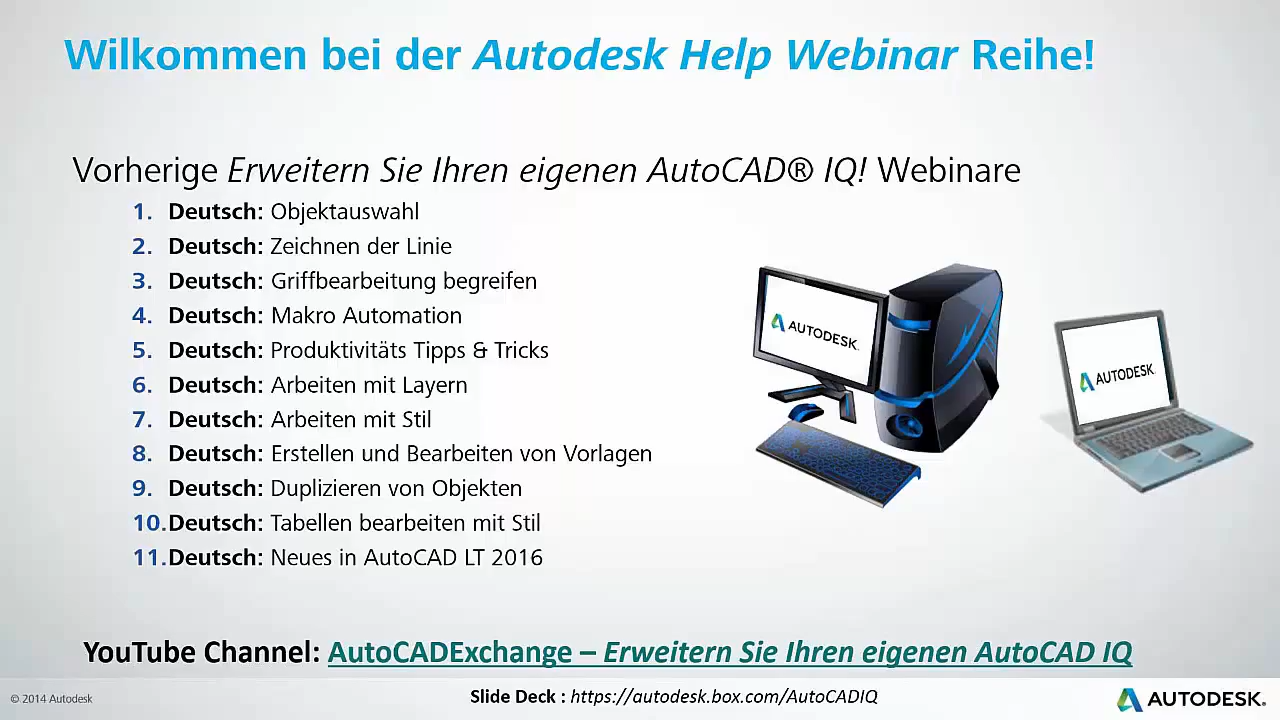 Wilkommen bei der Autodesk Help Webinar Reihe!
Vorherige Erweitern Sie Ihren eigenen AutoCAD® IQ! Webinare
1. Deutsch: Objektauswahl
2. Deutsch: Zeichnen der Linie
3. Deutsch: Griffbearbeitung begreifen
4. Deutsch: Makro Automation
5. Deutsch: Produktivitäts Tipps & Tricks
6. Deutsch: Arbeiten mit Layern
7. Deutsch: Arbeiten mit Stil
8. Deutsch: Erstellen und Bearbeiten von Vorlagen
9. Deutsch: Duplizieren von Objekten
10. Deutsch: Tabellen bearbeiten mit Stil
11. Deutsch: Neues in AutoCAD LT 2016
AUTODESK.
AUTODESK.
YouTube Channel: AutoCADExchange – Erweitern Sie Ihren eigenen AutoCAD IQ
© 2014 Autodesk
Slide Deck : https://autodesk.box.com/AutoCADIQ
AUTODESK.